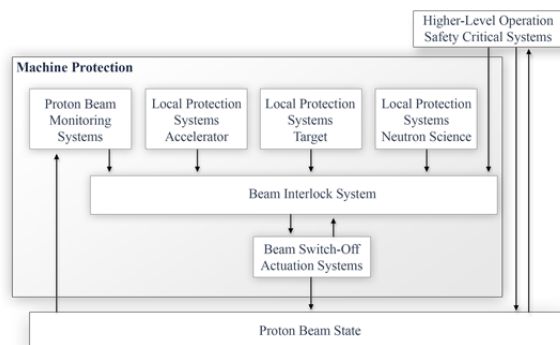 Higher-Level Operation
Safety Critical Systems
Machine Protection
Proton Beam
Monitoring
Systems
Local Protection
Systems
Accelerator
Local Protection
Systems
Target
Local Protection
Systems
Neutron Science
Beam Interlock System
Beam Switch-Off
Actuation Systems
Proton Beam State